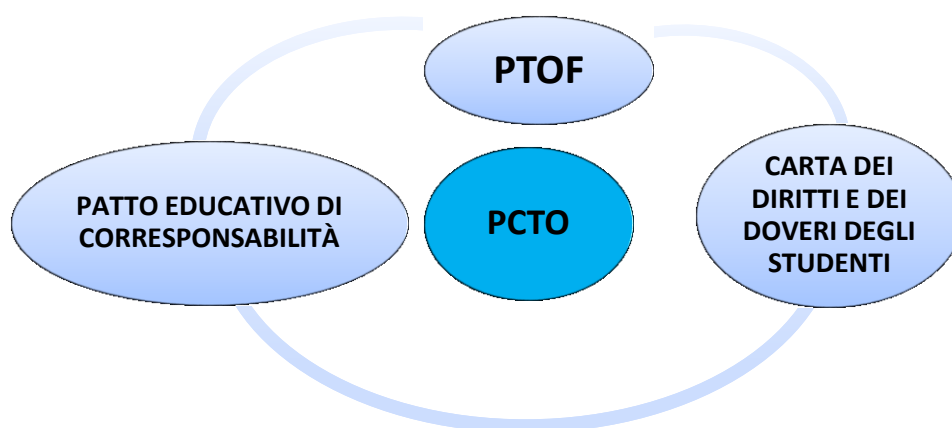 PTOF
PATTO EDUCATIVO DI
CORRESPONSABILITÀ
PCTO
CARTA DEI
DIRITTI E DEI
DOVERI DEGLI
STUDENTI